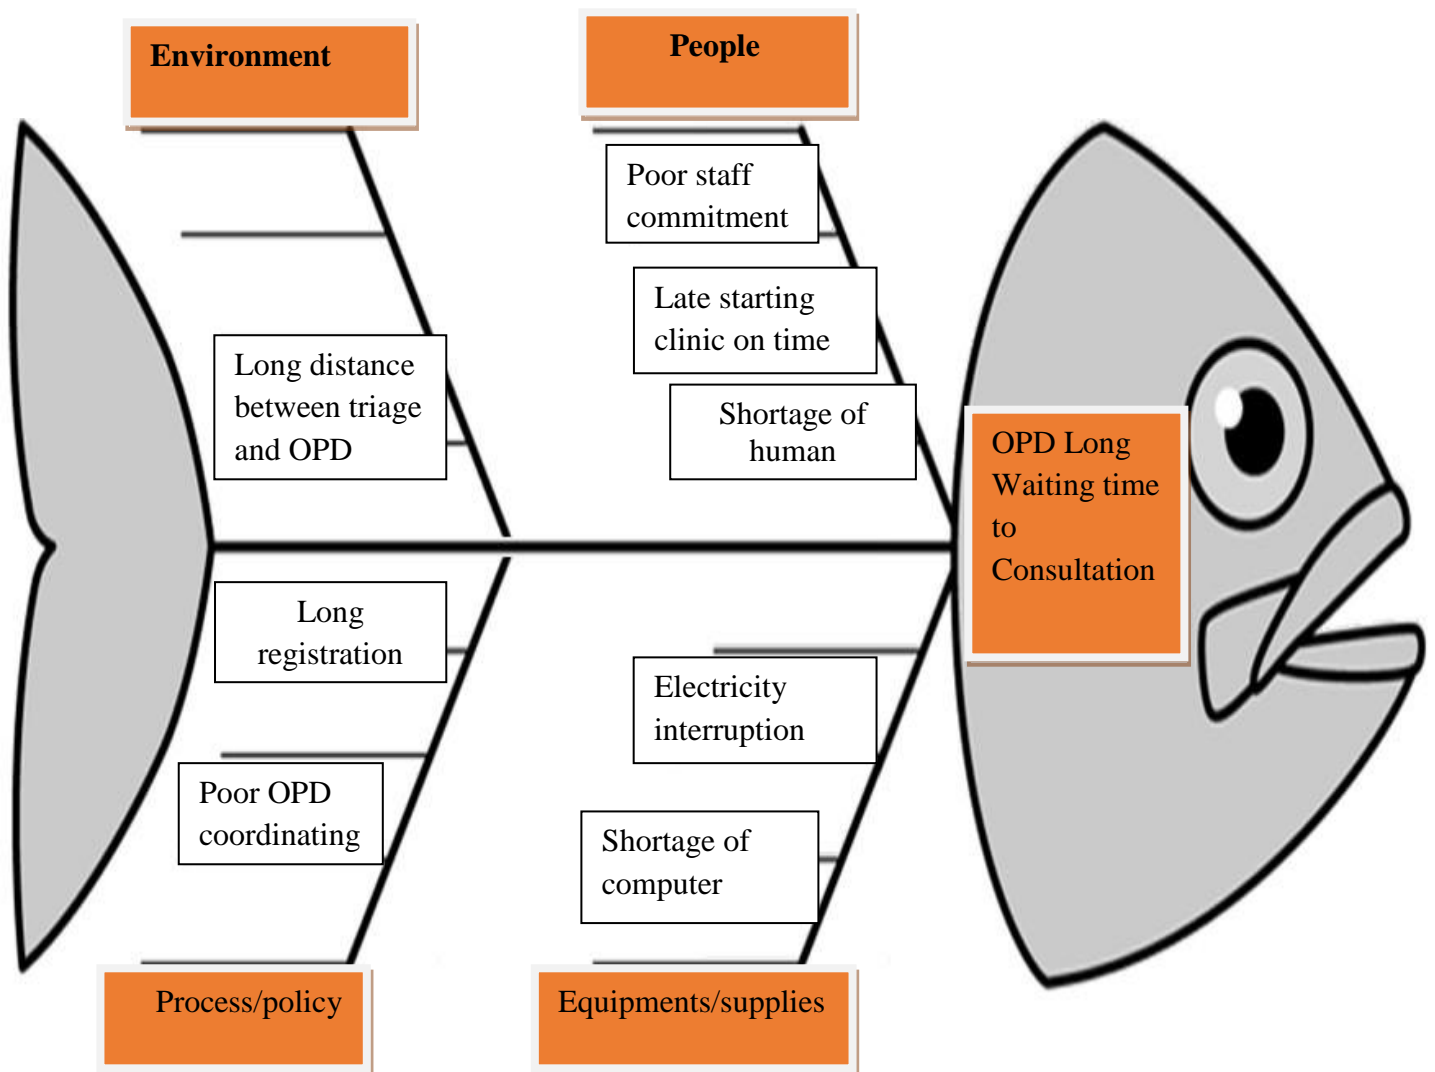 Environment
People
Poor staff
commitment
Late starting
clinic on time
Long distance
between triage
and OPD
Shortage of
human
OPD Long
Waiting time
to
Consultation
Long
registration
Electricity
interruption
Poor OPD
coordinating
Shortage of
computer
Process/policy
Equipments/supplies